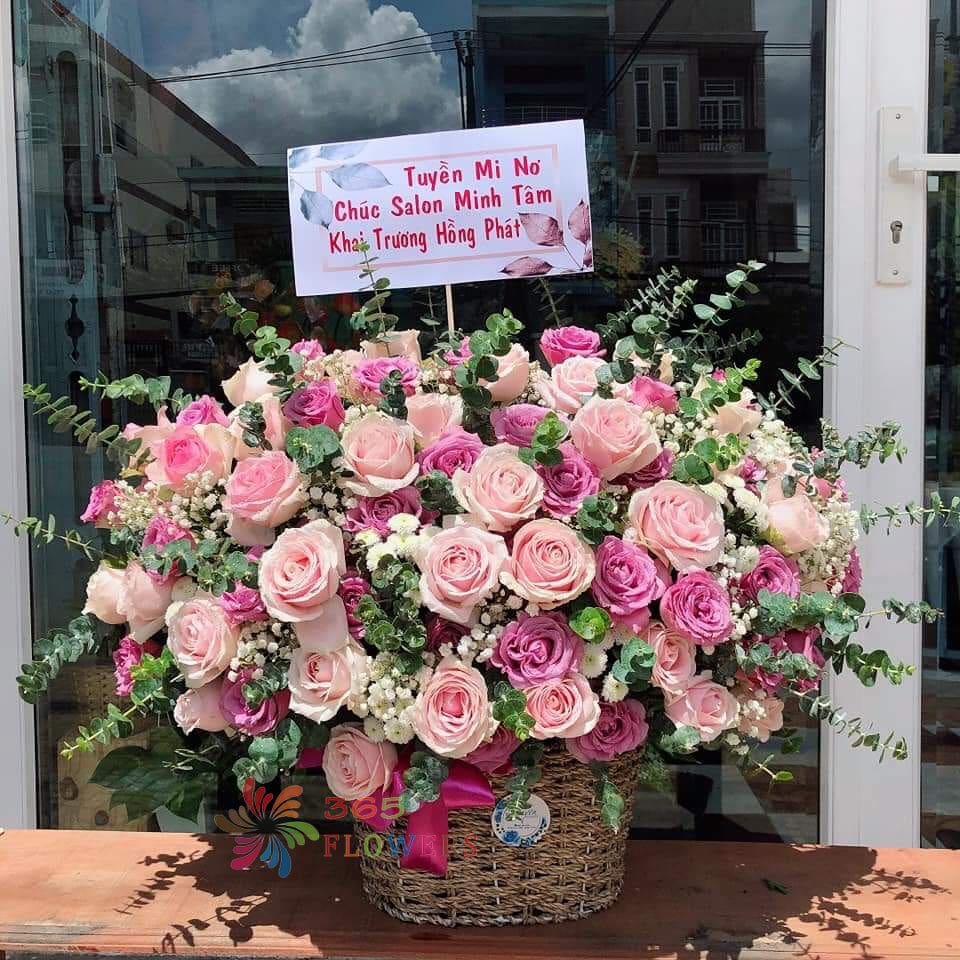 Tuyền Mi Nơ
Chúc Salon Minh Tâm
Khai Trương Hồng Phát
365
FLOWERS